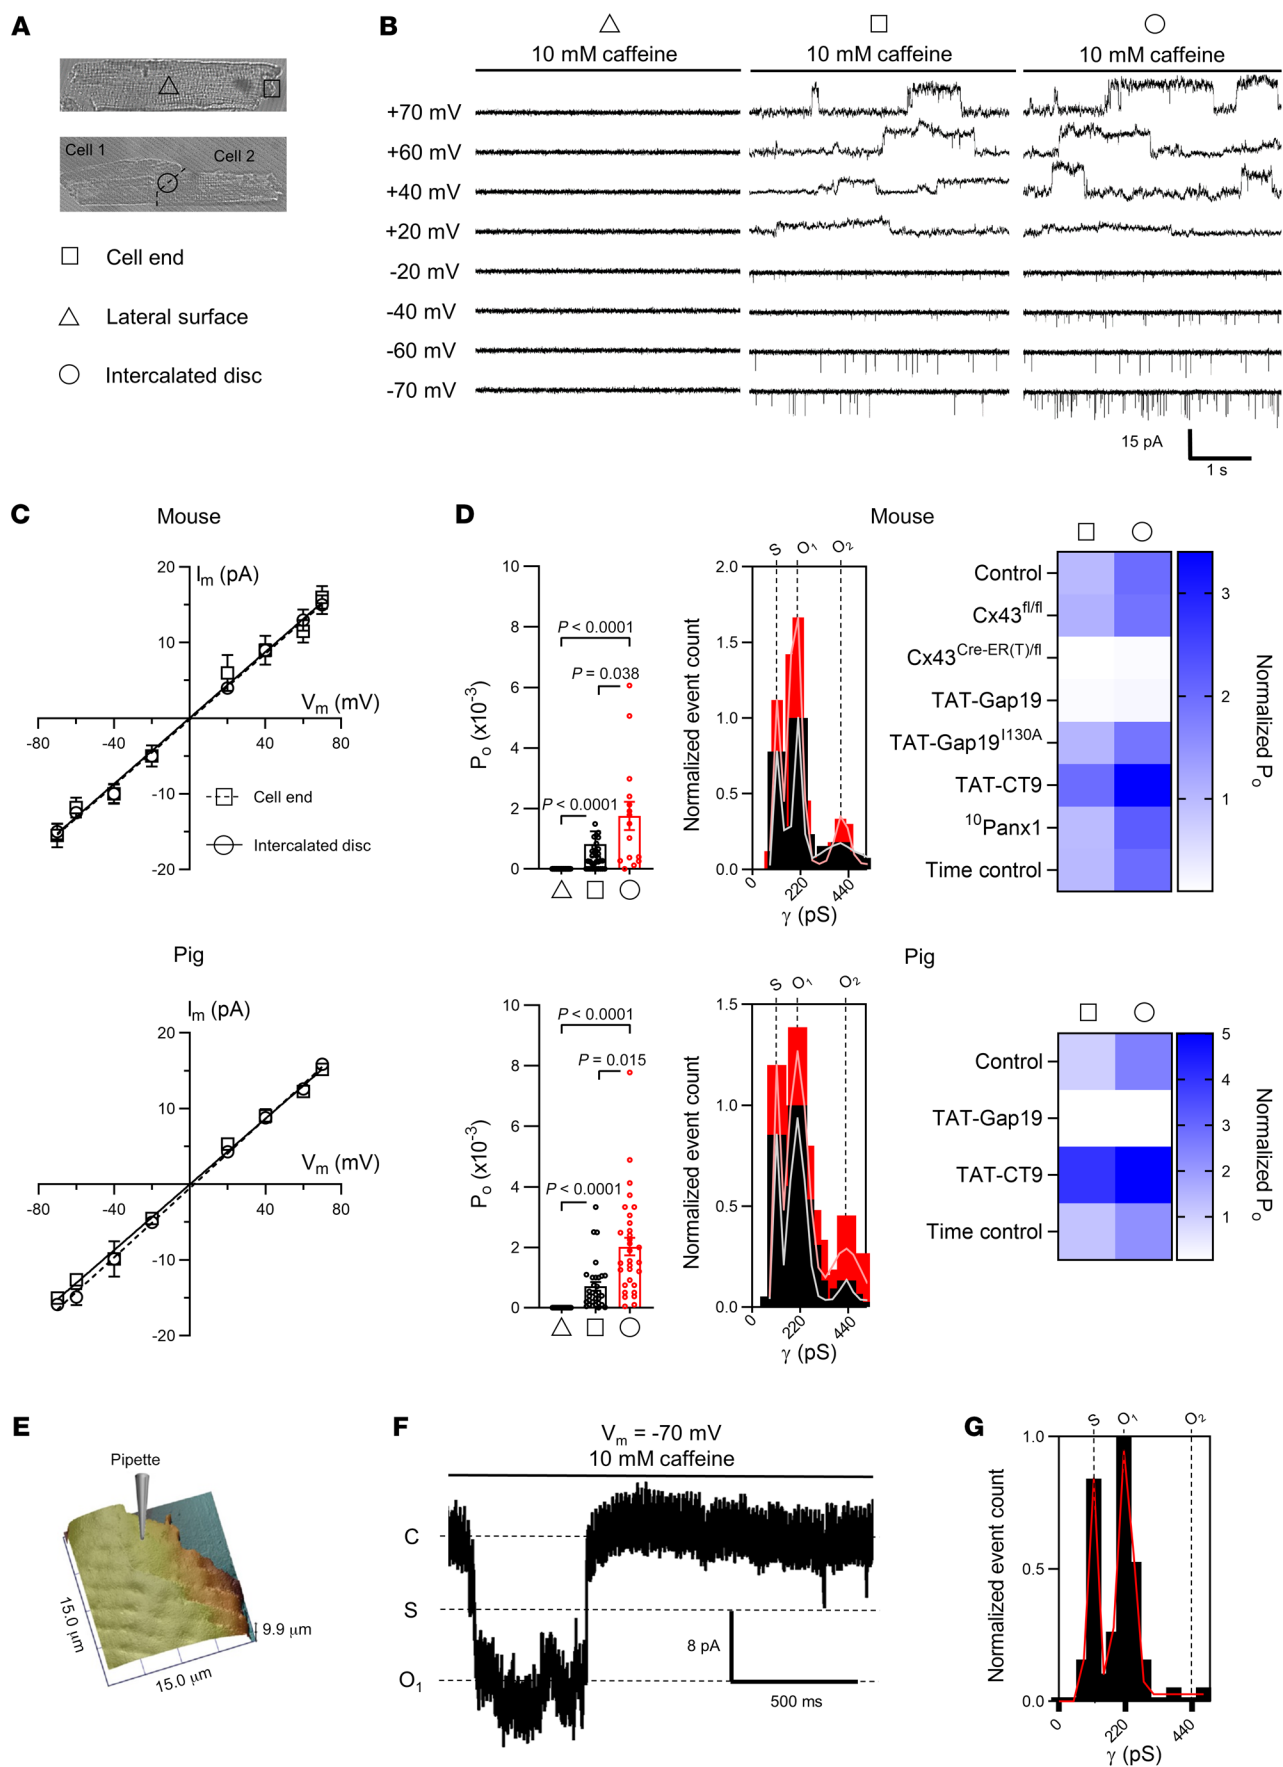 A
Cell 1
Cell 2
Cell end
Lateral surface
Intercalated disc
B
10 mM caffeine
10 mM caffeine
10 mM caffeine
+70 mV
+60 mV
+40 mV
+20 mV
-20 mV
-40 mV
-60 mV
-70 mV
15 pA
1 s
C
Mouse
Im (pA)
20
10
Vm (mV)
-80
-40
40
80
-10
-20
Cell end
Intercalated disc
Pig
Im (pA)
20
10
Vm (mV)
-80
-40
40
80
-10
-20
D
Mouse
10
8
6
4
2
0
Po (x10-3)
P < 0.0001
P = 0.038
P < 0.0001
S
O1
O2
2.0
1.5
1.0
0.5
0.0
Normalized event count
0
220
440
γ (pS)
Control
Cx43fl/fl
Cx43Cre-ER(T)/fl
TAT-Gap19
TAT-Gap19I130A
TAT-CT9
10Panx1
Time control
3
2
1
Normalized Po
Pig
10
8
6
4
2
0
Po (x10-3)
P < 0.0001
P = 0.015
P < 0.0001
S
O1
O2
1.5
1.0
0.5
0.0
Normalized event count
0
220
440
γ (pS)
Control
TAT-Gap19
TAT-CT9
Time control
5
4
3
2
1
Normalized Po
E
Pipette
15.0 μm
15.0 μm
9.9 μm
F
Vm = -70 mV
10 mM caffeine
C
S
O1
8 pA
500 ms
G
S
O1
O2
1.0
0.5
0.0
Normalized event count
0
220
440
γ (pS)